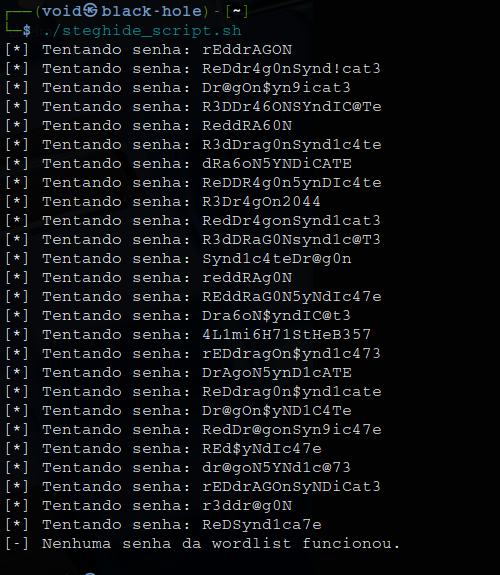 ┌──(void㉿black-hole)-[~]
└─$ ./steghide_script.sh
[*] Tentando senha: rEddrAGON
[*] Tentando senha: ReDdr4g0nSynd!cat3
[*] Tentando senha: Dr@gOn$yn9icat3
[*] Tentando senha: R3DDr46ONSYndIC@Te
[*] Tentando senha: ReddRA60N
[*] Tentando senha: R3dDrag0nSynd1c4te
[*] Tentando senha: dRa6oN5YNDiCATE
[*] Tentando senha: ReDDR4g0n5ynDIc4te
[*] Tentando senha: R3Dr4gOn2044
[*] Tentando senha: RedDr4gonSynd1cat3
[*] Tentando senha: R3dDRaG0Nsynd1c@T3
[*] Tentando senha: Synd1c4teDr@g0n
[*] Tentando senha: reddRAg0N
[*] Tentando senha: REddRaG0N5yNdIc47e
[*] Tentando senha: Dra6oN$yndIC@t3
[*] Tentando senha: 4L1mi6H71StHeB357
[*] Tentando senha: rEDdragOn$ynd1c473
[*] Tentando senha: DrAgoN5ynD1cATE
[*] Tentando senha: ReDdrag0n$ynd1cate
[*] Tentando senha: Dr@gOn$yND1C4Te
[*] Tentando senha: RedDr@gonSyn9ic47e
[*] Tentando senha: REd$yNdIc47e
[*] Tentando senha: dr@goN5YNd1c@73
[*] Tentando senha: rEDdrAGOnSyNDiCat3
[*] Tentando senha: r3ddr@g0N
[*] Tentando senha: ReDSynd1ca7e
[-] Nenhuma senha da wordlist funcionou.